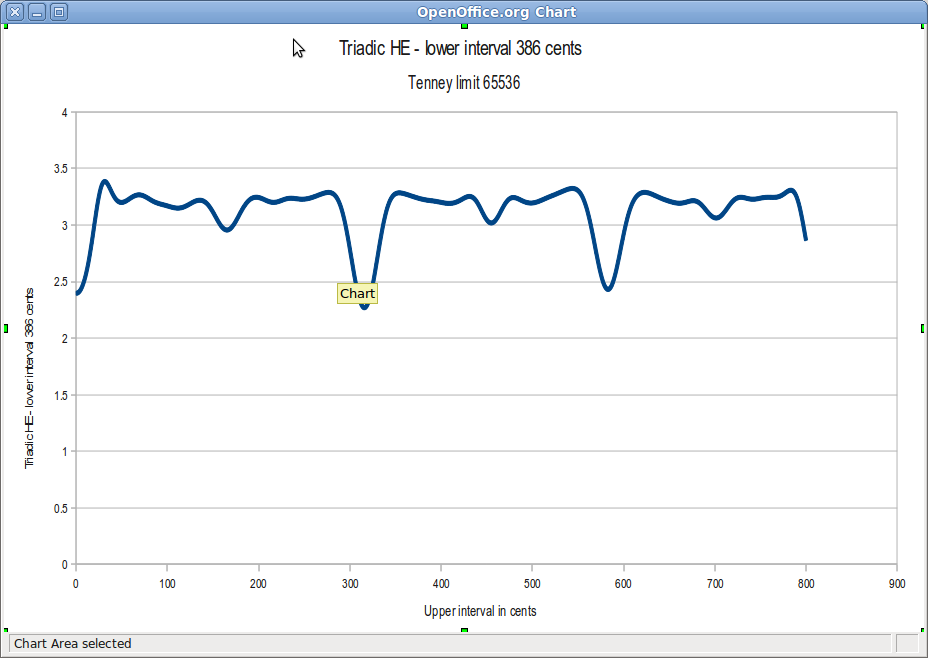 OpenOffice.org Chart
Triadic HE - lower interval 386 cents
Tenney limit 65536
4
3.5
3
2.5
2
1.5
1
0.5
0
Triadic HE - lower interval 386 cents
Chart
0 100 200 300 400 500 600 700 800 900
Upper interval in cents
Chart Area selected